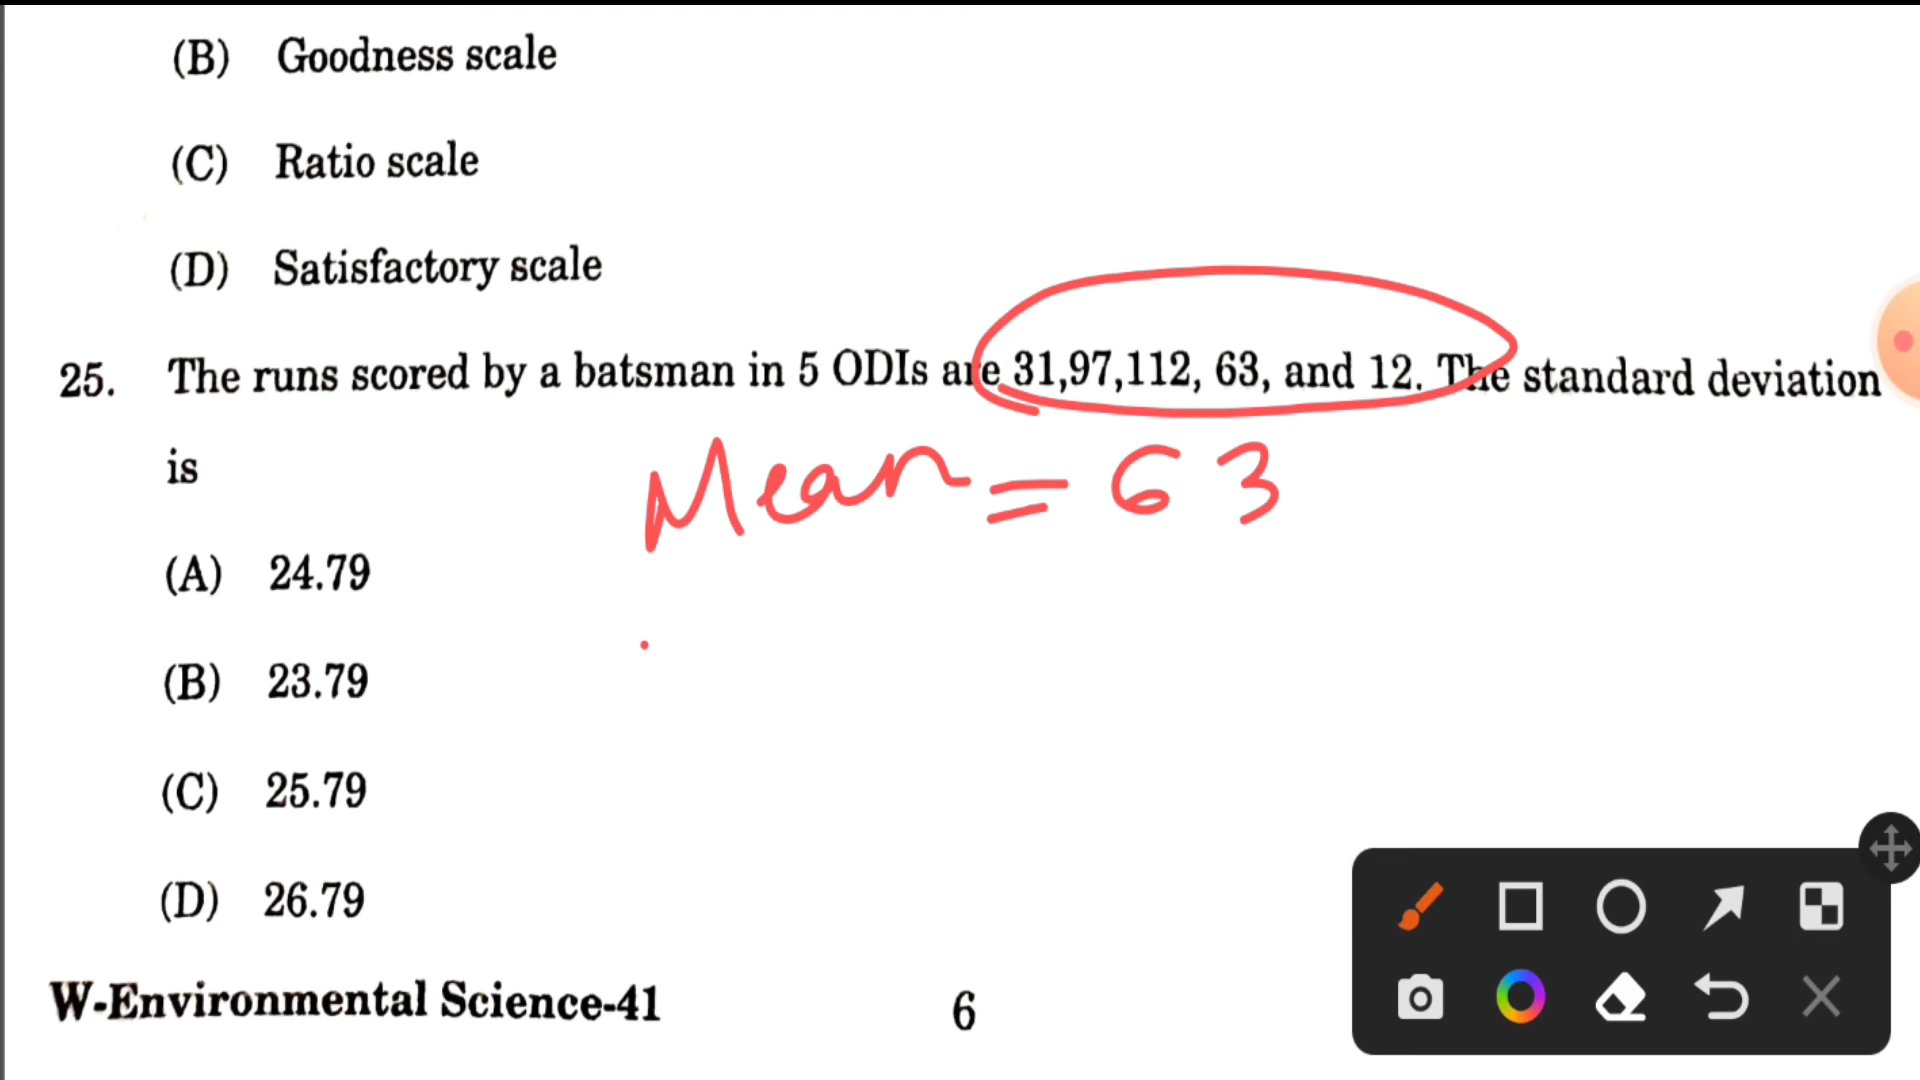 (B) Goodness scale
(C) Ratio scale
(D) Satisfactory scale
25. The runs scored by a batsman in 5 ODIs are 31,97,112, 63, and 12. The standard deviation
is
Mean = 63
(A) 24.79
(B) 23.79
(C) 25.79
(D) 26.79
W-Environmental Science-41 6